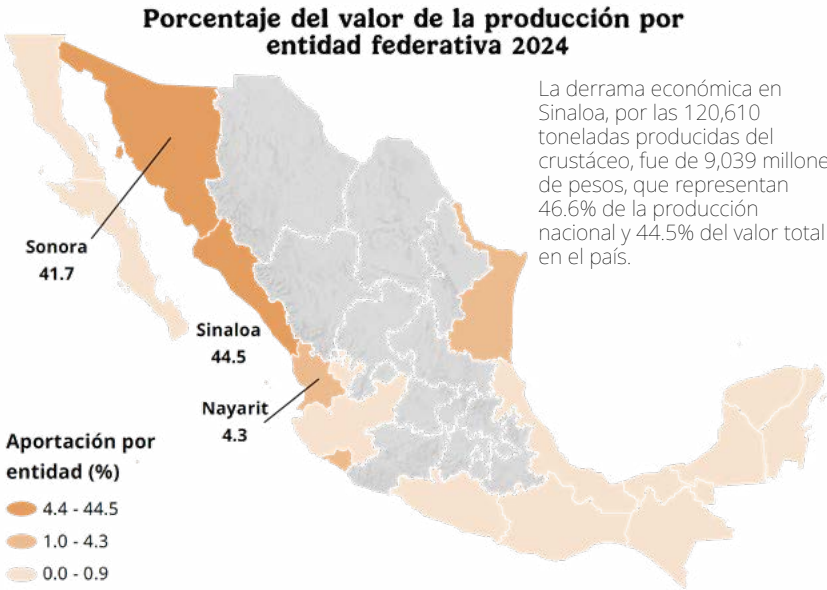 Porcentaje del valor de la producción por
entidad federativa 2024
La derrama económica en
Sinaloa, por las 120,610
toneladas producidas del
crustáceo, fue de 9,039 millone
de pesos, que representan
46.6% de la producción
nacional y 44.5% del valor total
en el país.
Sonora
41.7
Sinaloa
44.5
Nayarit
4.3
Aportación por
entidad (%)
4.4 - 44.5
1.0 - 4.3
0.0 - 0.9